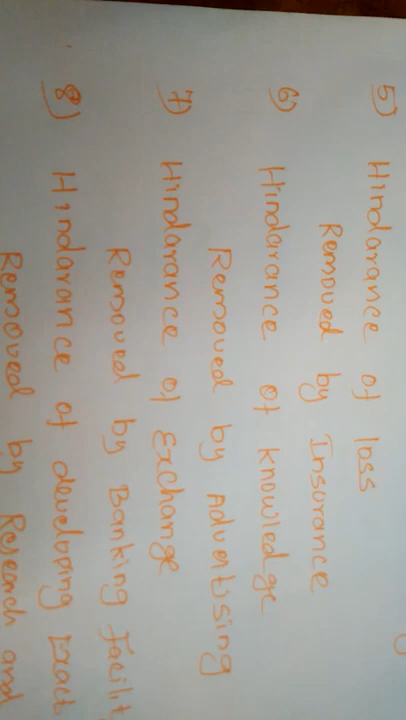 5) Hindarance of loss
Removed by Insurance
6) Hindarance of knowledge
Removed by Advertising
7) Hindarance of Exchange
Removed by Banking Facilit
8) Hindarance of developing Exact
Removed by Research and